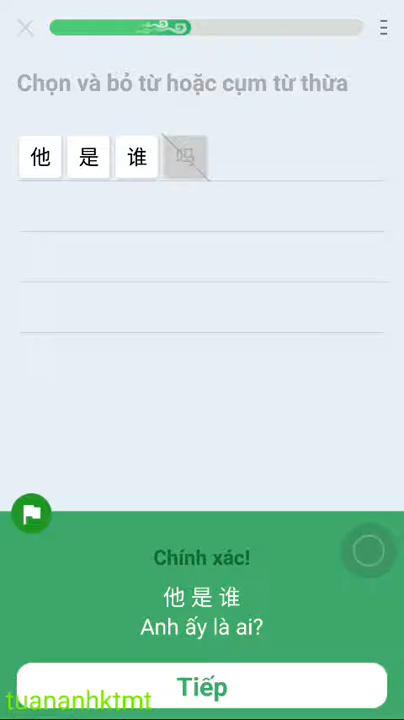 Chọn và bỏ từ hoặc cụm từ thừa
他 是 谁 吗
Chính xác!
他 是 谁
Anh ấy là ai?
Tiếp
tuananhktmt